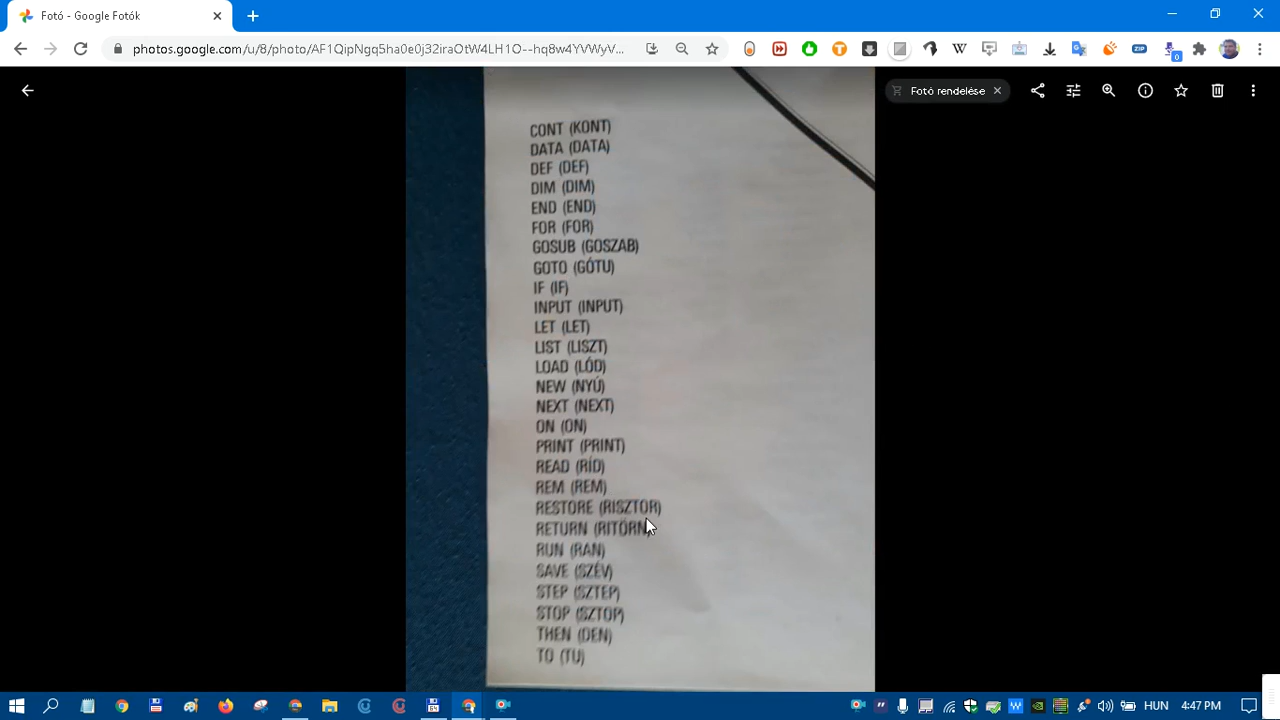 Fotó - Google Fotók
photos.google.com/u/8/photo/AF1QipNgq5ha0e0j32iraOtW4LH1O--hq8w4YVWyV...
Fotó rendelése
CONT (KONT)
DATA (DATA)
DEF (DEF)
DIM (DIM)
END (END)
FOR (FOR)
GOSUB (GOSZAB)
GOTO (GÓTU)
IF (IF)
INPUT (INPUT)
LET (LET)
LIST (LISZT)
LOAD (LÓD)
NEW (NYÚ)
NEXT (NEXT)
ON (ON)
PRINT (PRINT)
READ (RÍD)
REM (REM)
RESTORE (RISZTOR)
RETURN (RITÖRN)
RUN (RAN)
SAVE (SZÉV)
STEP (SZTEP)
STOP (SZTOP)
THEN (DEN)
TO (TU)
HUN
4:47 PM